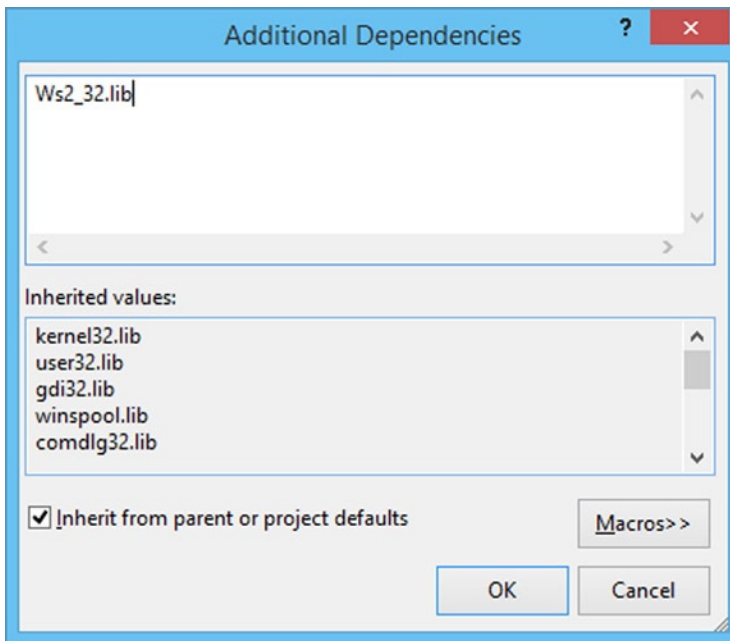 Additional Dependencies
?
Ws2_32.lib
Inherited values:
kernel32.lib
user32.lib
gdi32.lib
winspool.lib
comdlg32.lib
Inherit from parent or project defaults
Macros>>
OK
Cancel